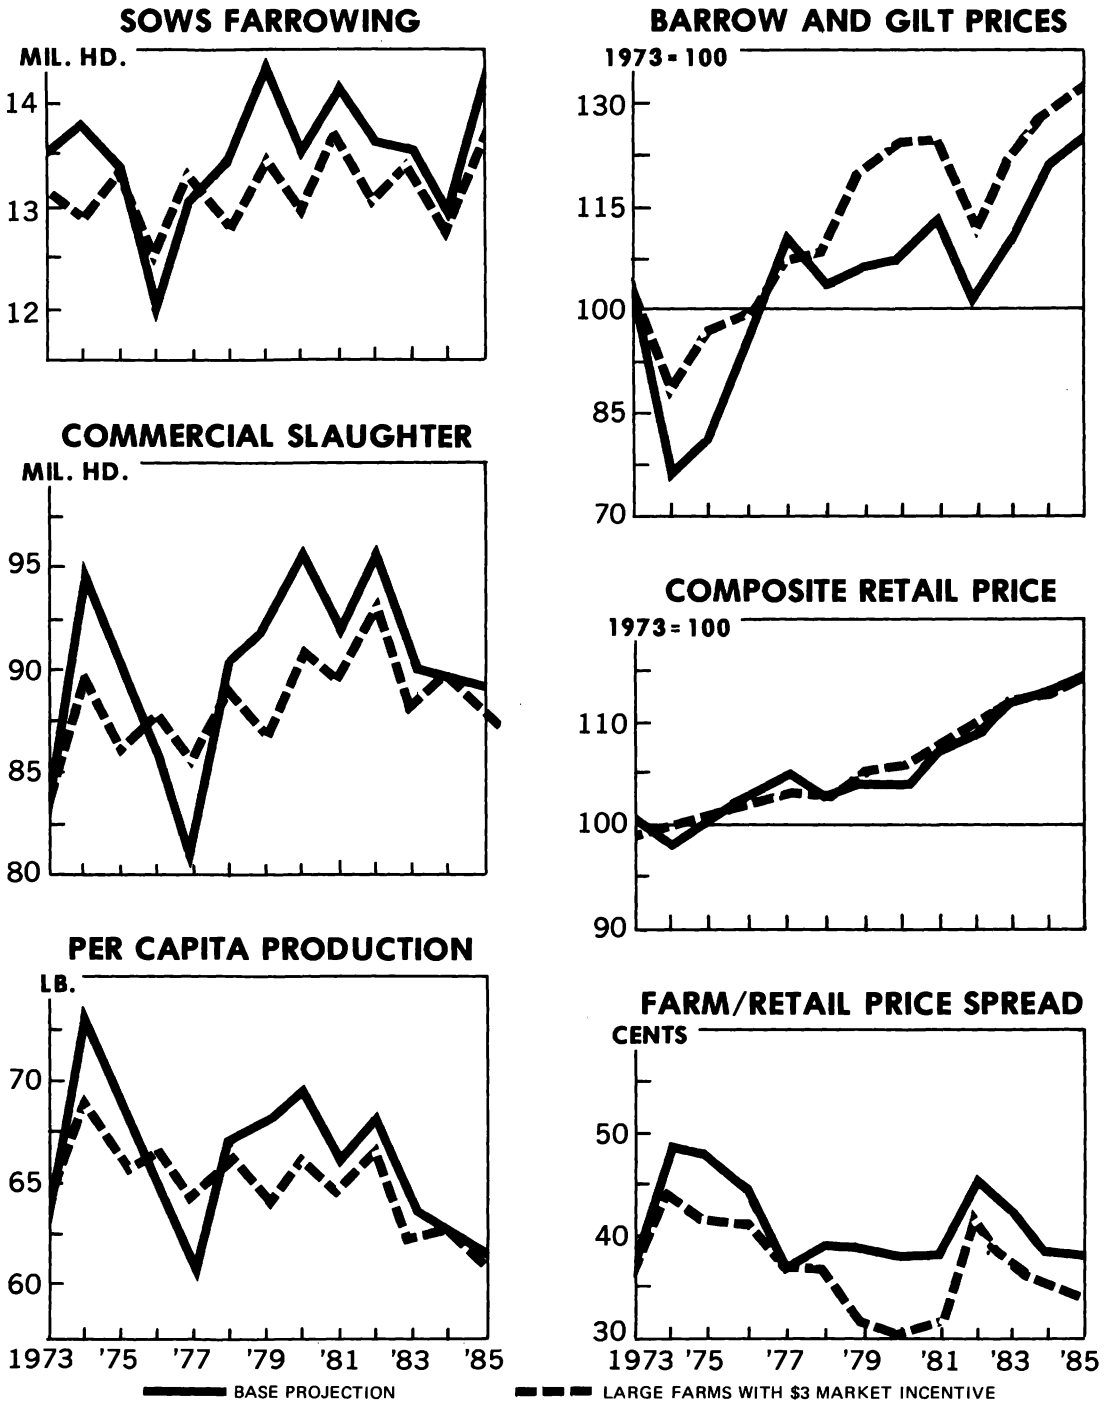 SOWS FARROWING
MIL. HD.
14
13
12
COMMERCIAL SLAUGHTER
MIL. HD.
95
90
85
80
PER CAPITA PRODUCTION
LB.
70
65
60
1973 '75 '77 '79 '81 '83 '85
BARROW AND GILT PRICES
1973=100
130
115
100
85
70
COMPOSITE RETAIL PRICE
1973=100
110
100
90
FARM/RETAIL PRICE SPREAD
CENTS
50
40
30
1973 '75 '77 '79 '81 '83 '85
BASE PROJECTION
LARGE FARMS WITH $3 MARKET INCENTIVE